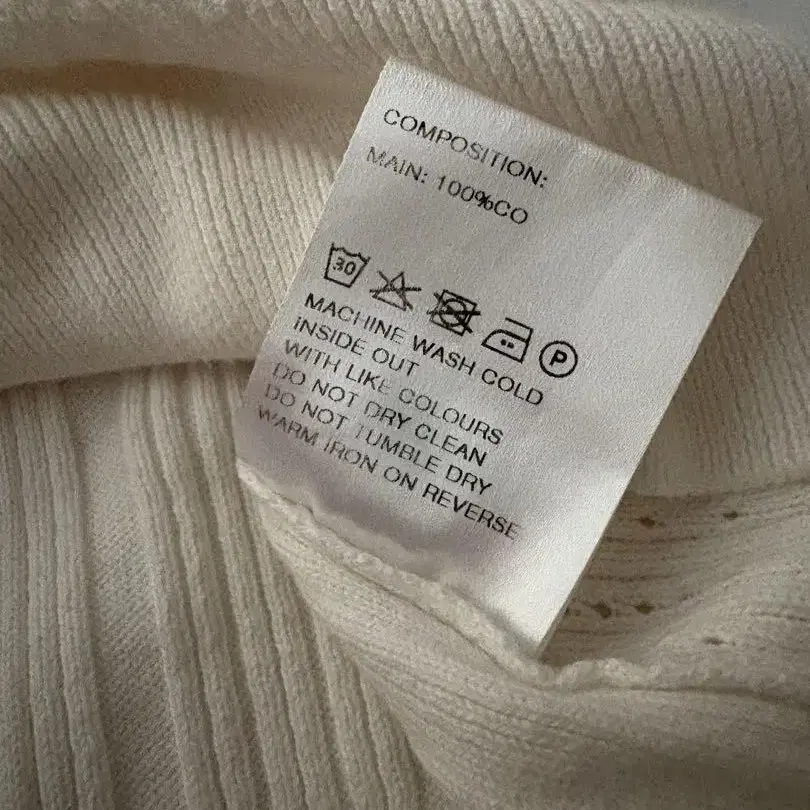 COMPOSITION:
MAIN: 100%CO
30 P
MACHINE WASH COLD
INSIDE OUT
WITH LIKE COLOURS
DO NOT DRY CLEAN
DO NOT TUMBLE DRY
WARM IRON ON REVERSE